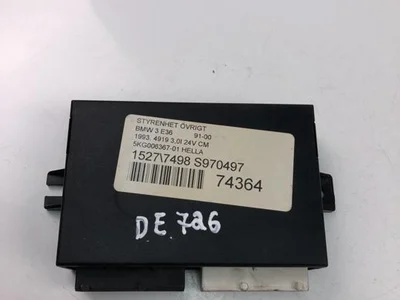 STYRENHET ÖVRIGT
BMW 3 E36 91-00
1993. 4919 3,0I 24V CM
5KG006367-01 HELLA
1527\7498 S970497
74364
DE.726